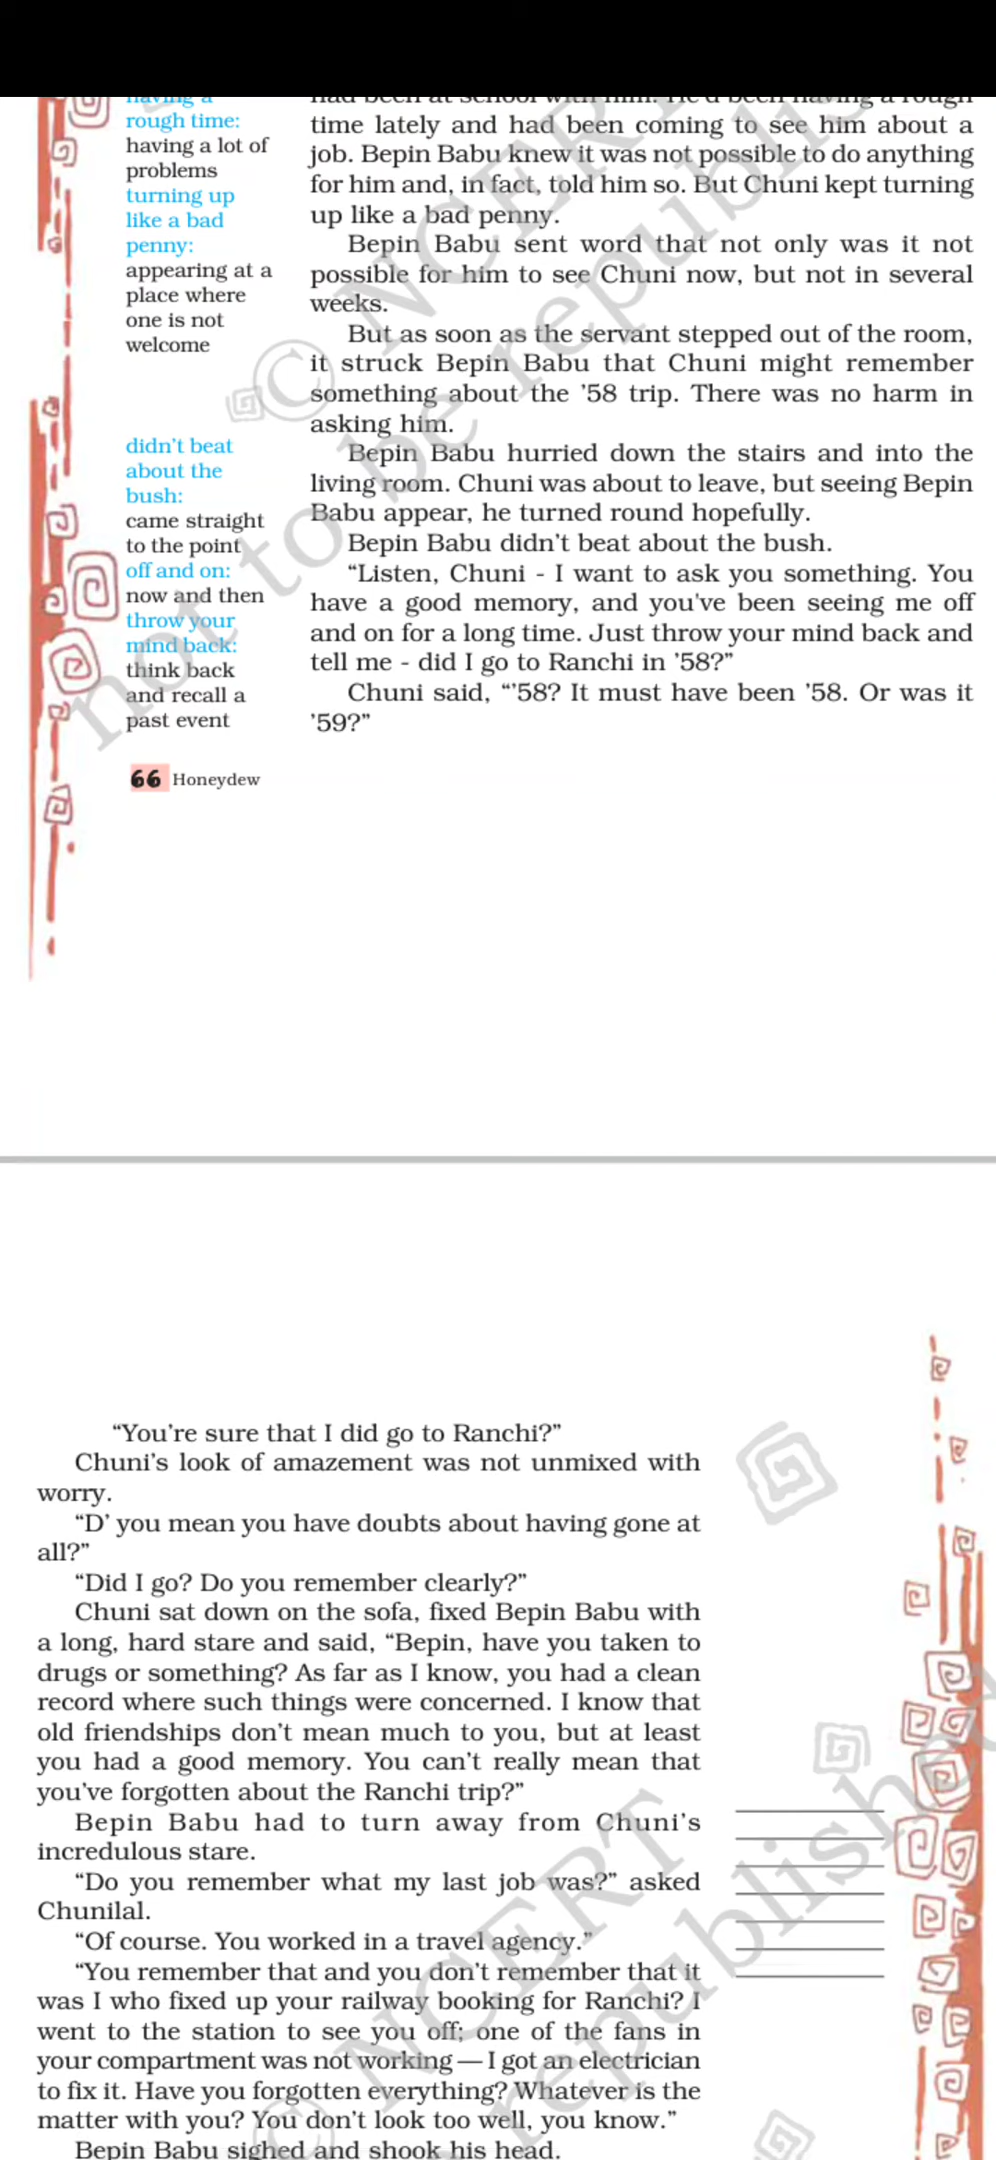 having a
rough time:
having a lot of
problems
turning up
like a bad
penny:
appearing at a
place where
one is not
welcome
didn't beat
about the
bush:
came straight
to the point
off and on:
now and then
throw your
mind back:
think back
and recall a
past event
had been at school with him. He'd been having a rough
time lately and had been coming to see him about a
job. Bepin Babu knew it was not possible to do anything
for him and, in fact, told him so. But Chuni kept turning
up like a bad penny.
Bepin Babu sent word that not only was it not
possible for him to see Chuni now, but not in several
weeks.
But as soon as the servant stepped out of the room,
it struck Bepin Babu that Chuni might remember
something about the ’58 trip. There was no harm in
asking him.
Bepin Babu hurried down the stairs and into the
living room. Chuni was about to leave, but seeing Bepin
Babu appear, he turned round hopefully.
Bepin Babu didn't beat about the bush.
“Listen, Chuni - I want to ask you something. You
have a good memory, and you've been seeing me off
and on for a long time. Just throw your mind back and
tell me - did I go to Ranchi in ’58?”
Chuni said, “’58? It must have been ’58. Or was it
’59?”
66 Honeydew
“You're sure that I did go to Ranchi?”
Chuni's look of amazement was not unmixed with
worry.
“D’ you mean you have doubts about having gone at
all?”
“Did I go? Do you remember clearly?”
Chuni sat down on the sofa, fixed Bepin Babu with
a long, hard stare and said, “Bepin, have you taken to
drugs or something? As far as I know, you had a clean
record where such things were concerned. I know that
old friendships don't mean much to you, but at least
you had a good memory. You can't really mean that
you've forgotten about the Ranchi trip?”
Bepin Babu had to turn away from Chuni's
incredulous stare.
“Do you remember what my last job was?” asked
Chunilal.
“Of course. You worked in a travel agency.”
“You remember that and you don't remember that it
was I who fixed up your railway booking for Ranchi? I
went to the station to see you off; one of the fans in
your compartment was not working — I got an electrician
to fix it. Have you forgotten everything? Whatever is the
matter with you? You don't look too well, you know.”
Bepin Babu sighed and shook his head.
© NCERT
not to be republished
© NCERT
republished